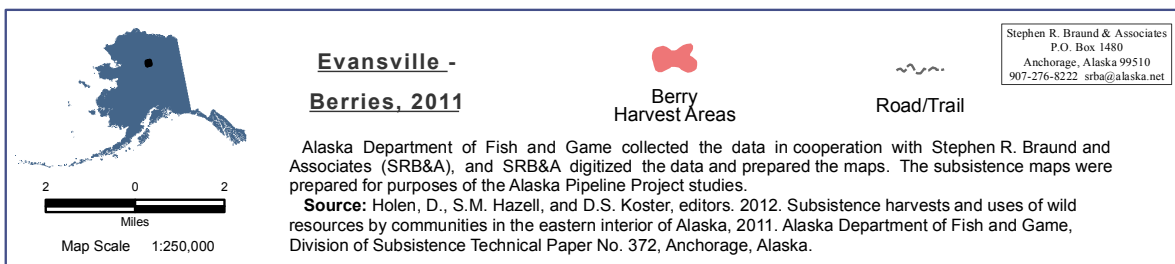 Evansville -
Berries, 2011
Berry
Harvest Areas
Road/Trail
Stephen R. Braund & Associates
P.O. Box 1480
Anchorage, Alaska 99510
907-276-8222 srba@alaska.net
Alaska Department of Fish and Game collected the data in cooperation with Stephen R. Braund and
Associates (SRB&A), and SRB&A digitized the data and prepared the maps. The subsistence maps were
prepared for purposes of the Alaska Pipeline Project studies.
Source: Holen, D., S.M. Hazell, and D.S. Koster, editors. 2012. Subsistence harvests and uses of wild
resources by communities in the eastern interior of Alaska, 2011. Alaska Department of Fish and Game,
Division of Subsistence Technical Paper No. 372, Anchorage, Alaska.
2 0 2
Miles
Map Scale 1:250,000